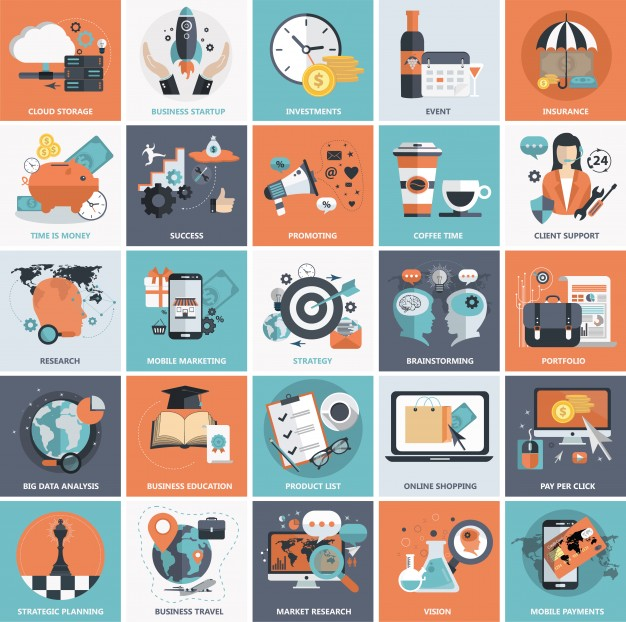 CLOUD STORAGE
BUSINESS STARTUP
INVESTMENTS
EVENT
INSURANCE
TIME IS MONEY
SUCCESS
PROMOTING
COFFEE TIME
24
CLIENT SUPPORT
RESEARCH
MOBILE MARKETING
STRATEGY
BRAINSTORMING
PORTFOLIO
BIG DATA ANALYSIS
BUSINESS EDUCATION
PRODUCT LIST
ONLINE SHOPPING
PAY PER CLICK
STRATEGIC PLANNING
BUSINESS TRAVEL
MARKET RESEARCH
VISION
MOBILE PAYMENTS